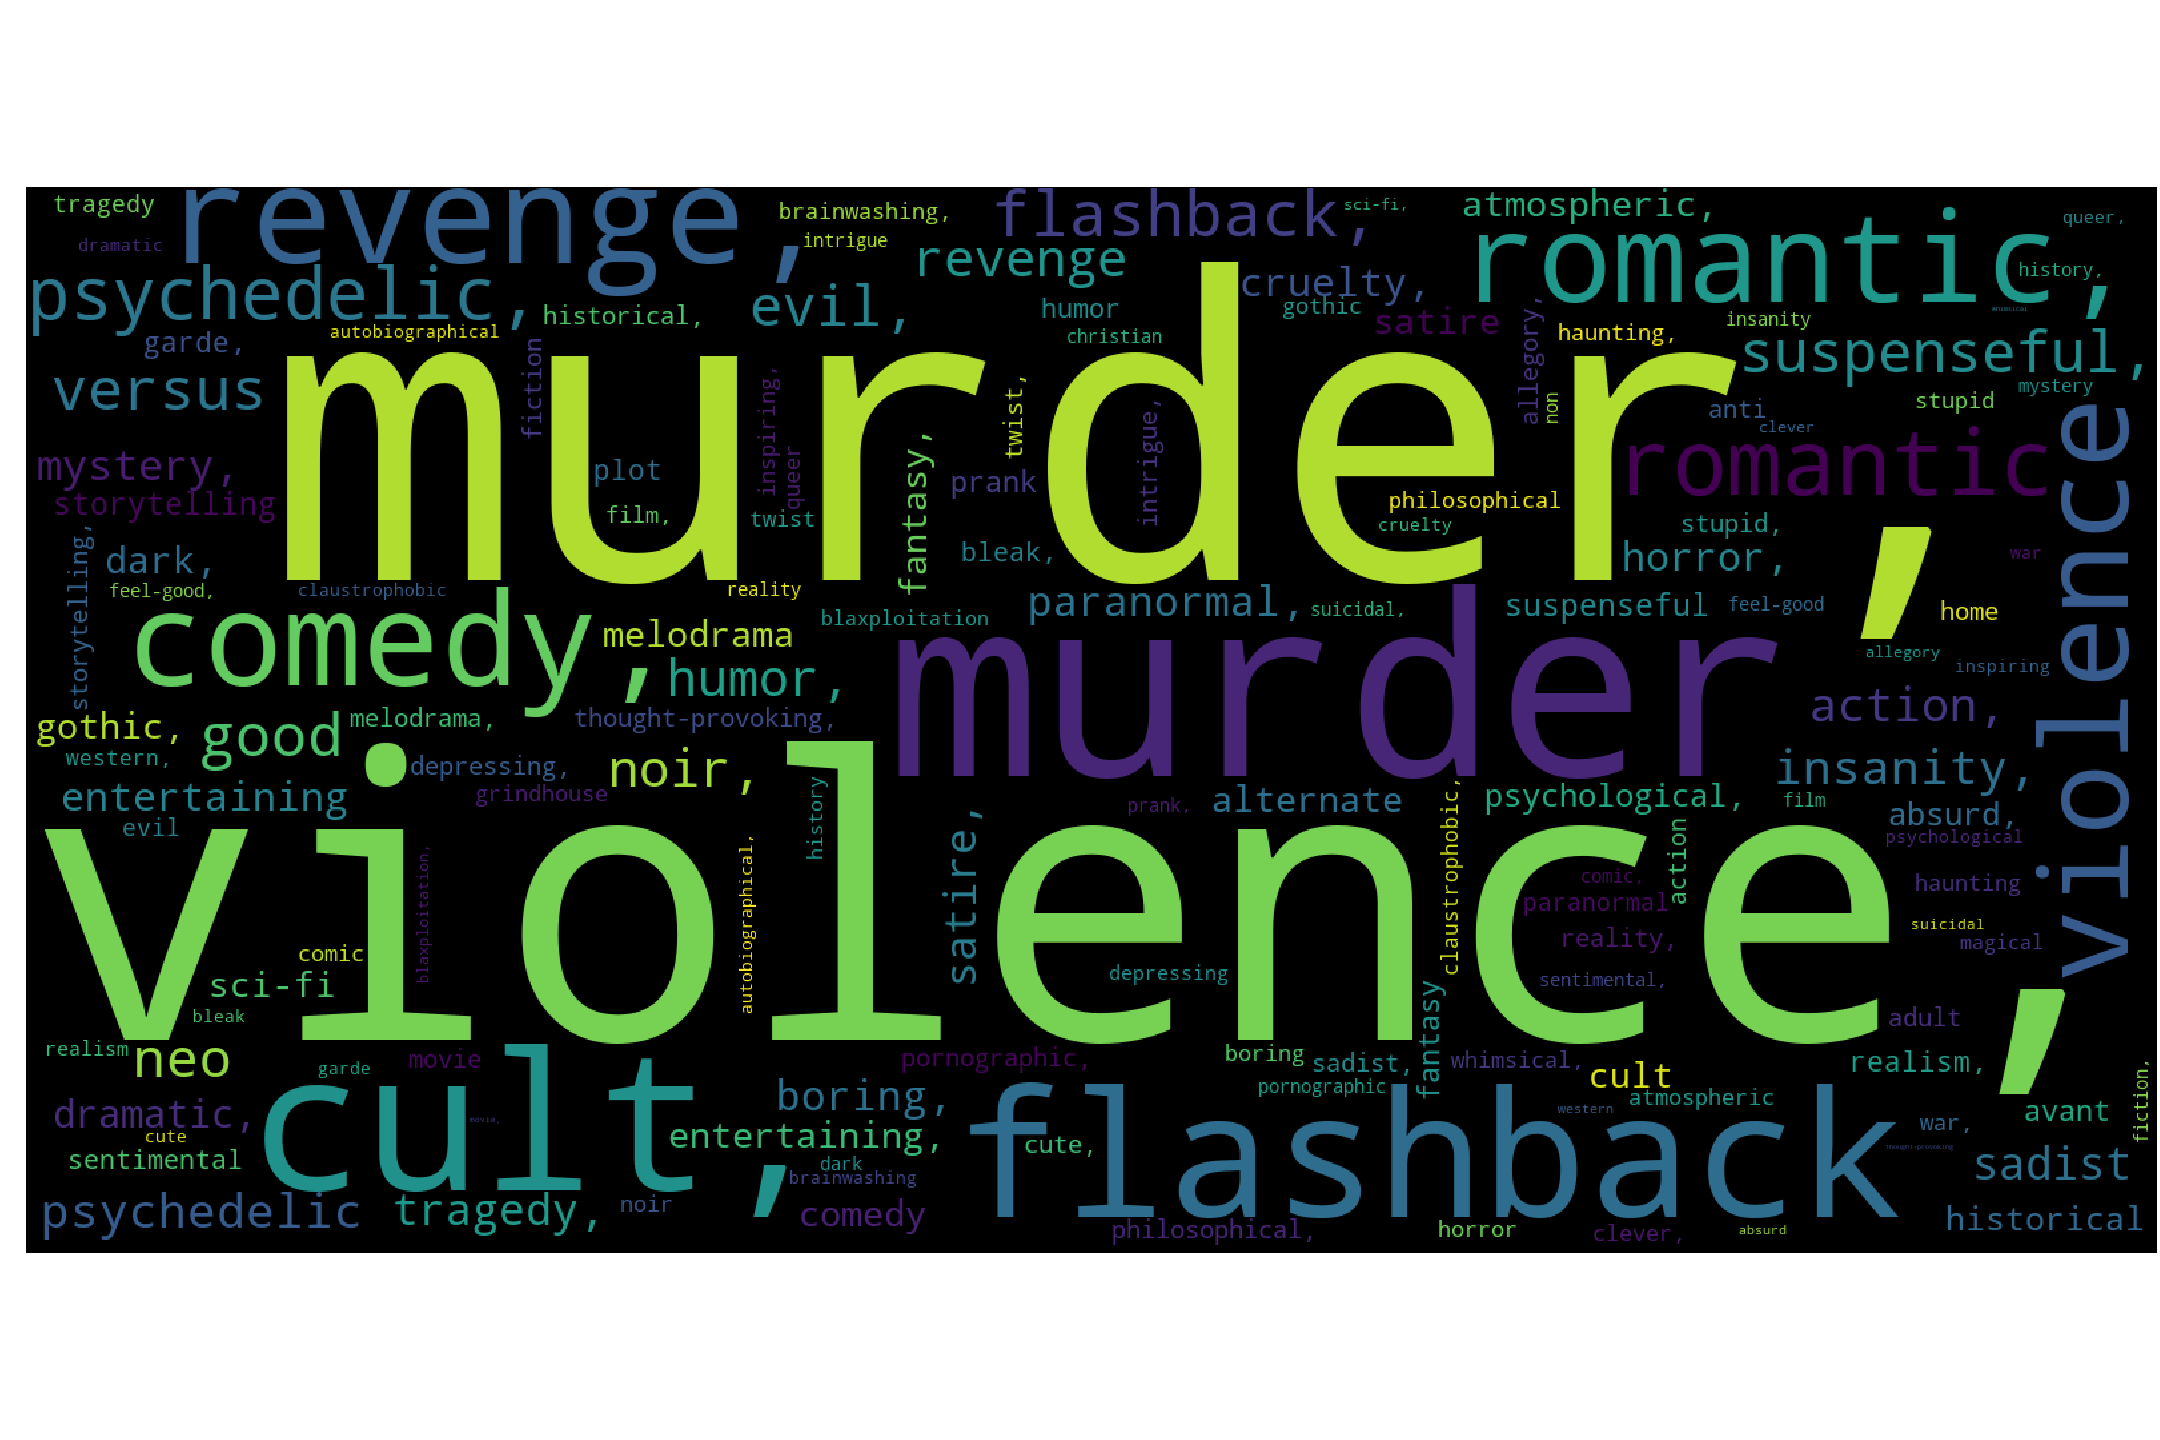 tragedy
revenge,
brainwashing,
flashback,
sci-fi,
atmospheric,
queer,
dramatic
intrigue
revenge
romantic,
history,
psychedelic,
evil,
historical,
humor
cruelty,
gothic
satire
allegory,
insanity
garde,
autobiographical
christian
haunting,
suspenseful,
versus
murder,
fiction
inspiring,
queer
twist,
intrigue,
non
anti
clever
stupid
mystery
mystery,
storytelling
plot
film,
twist
fantasy,
prank
philosophical
cruelty
romantic
violence
stupid,
war
storytelling,
dark,
bleak,
horror,
feel-good,
claustrophobic
reality
blaxploitation
paranormal,
suicidal,
suspenseful
feel-good
home
comedy,
melodrama
humor,
murder
allegory
inspiring
gothic,
good
melodrama,
thought-provoking,
action,
western,
depressing,
noir,
insanity,
entertaining
grindhouse
history
prank,
alternate
claustrophobic,
psychological,
film
absurd,
evil
psychological
violence,
blaxploitation,
autobiographical,
satire,
action
comic,
haunting
paranormal
suicidal
comic
reality,
magical
sci-fi
depressing
sentimental,
bleak
fantasy
adult
realism
neo
garde
movie
pornographic,
boring
sadist,
whimsical,
cult
realism,
fiction,
cult,
boring,
pornographic
atmospheric
dramatic,
flashback
western
war,
avant
cute
entertaining,
cute,
sentimental
dark
brainwashing
sadist
psychedelic
tragedy,
noir
comedy
philosophical,
horror
clever,
absurd
historical